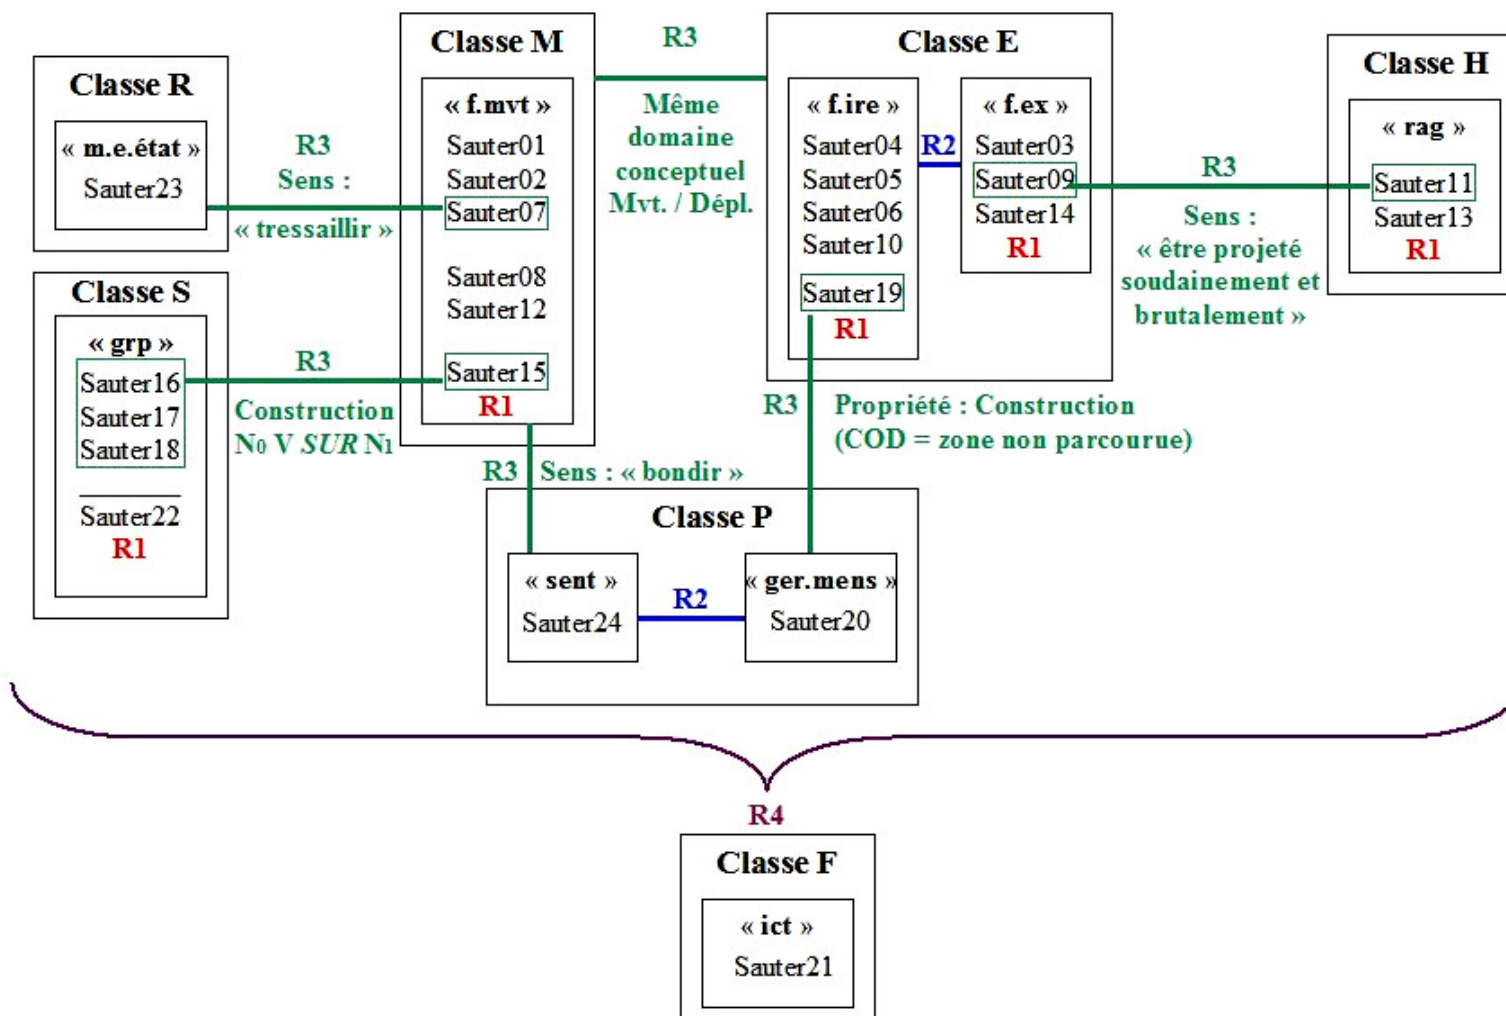 Classe R
« m.e.état »
Sauter23
R3
Sens :
« tressaillir »
Classe S
« grp »
Sauter16
Sauter17
Sauter18
Sauter22
R1
R3
Construction
N0 V SUR N1
Classe M
« f.mvt »
Sauter01
Sauter02
Sauter07
Sauter08
Sauter12
Sauter15
R1
R3
Même
domaine
conceptuel
Mvt. / Dépl.
Classe E
« f.ire »
Sauter04
Sauter05
Sauter06
Sauter10
Sauter19
R1
R2
« f.ex »
Sauter03
Sauter09
Sauter14
R1
R3
Sens :
« être projeté
soudainement et
brutalement »
Classe H
« rag »
Sauter11
Sauter13
R1
R3
Sens : « bondir »
R3
Propriété : Construction
(COD = zone non parcourue)
Classe P
« sent »
Sauter24
R2
« ger.mens »
Sauter20
R4
Classe F
« ict »
Sauter21